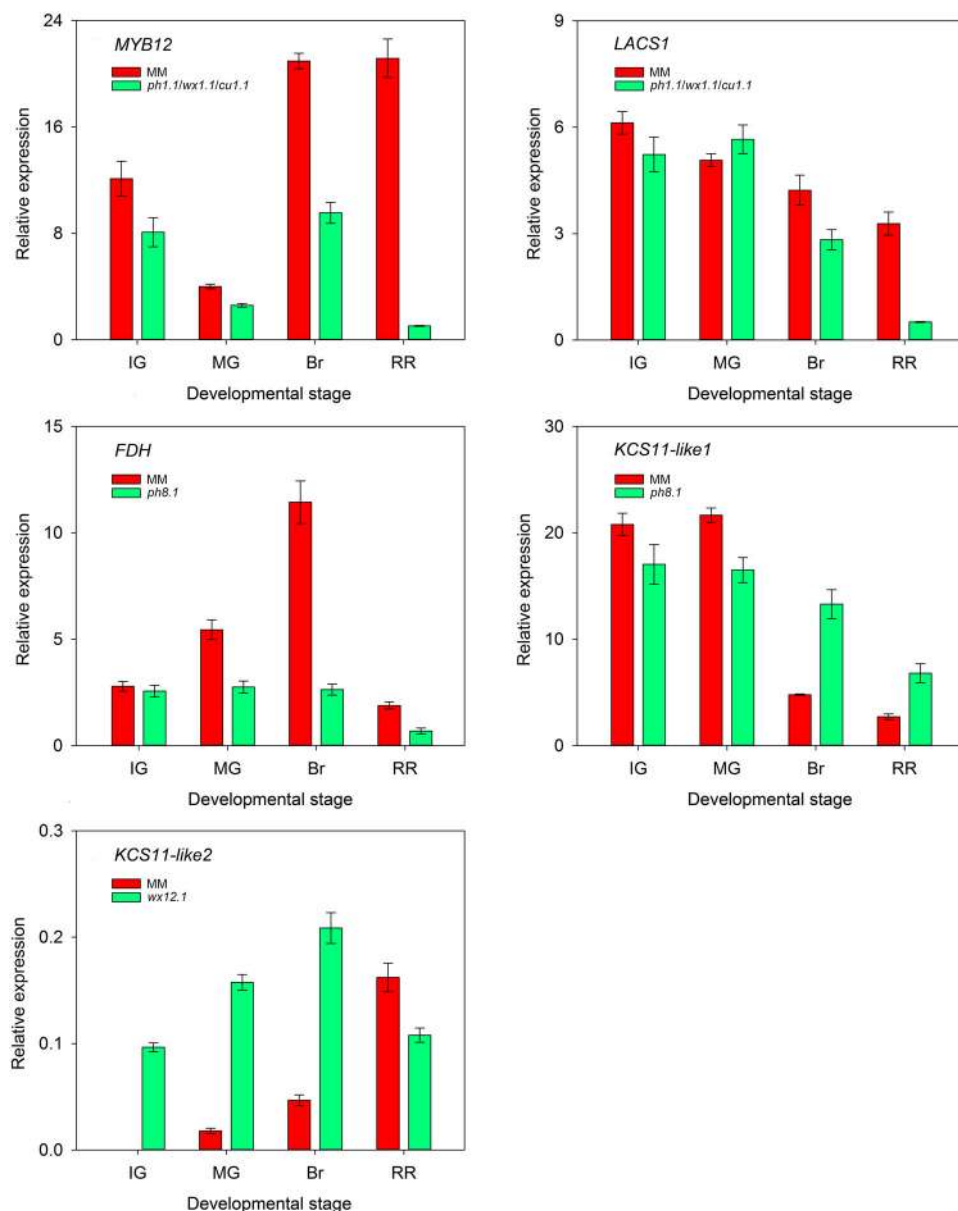 MYB12
MM
ph1.1/wx1.1/cu1.1
Relative expression
24
16
8
0
IG MG Br RR
Developmental stage
LACS1
MM
ph1.1/wx1.1/cu1.1
Relative expression
9
6
3
0
IG MG Br RR
Developmental stage
FDH
MM
ph8.1
Relative expression
15
10
5
0
IG MG Br RR
Developmental stage
KCS11-like1
MM
ph8.1
Relative expression
30
20
10
0
IG MG Br RR
Developmental stage
KCS11-like2
MM
wx12.1
Relative expression
0.3
0.2
0.1
0.0
IG MG Br RR
Developmental stage